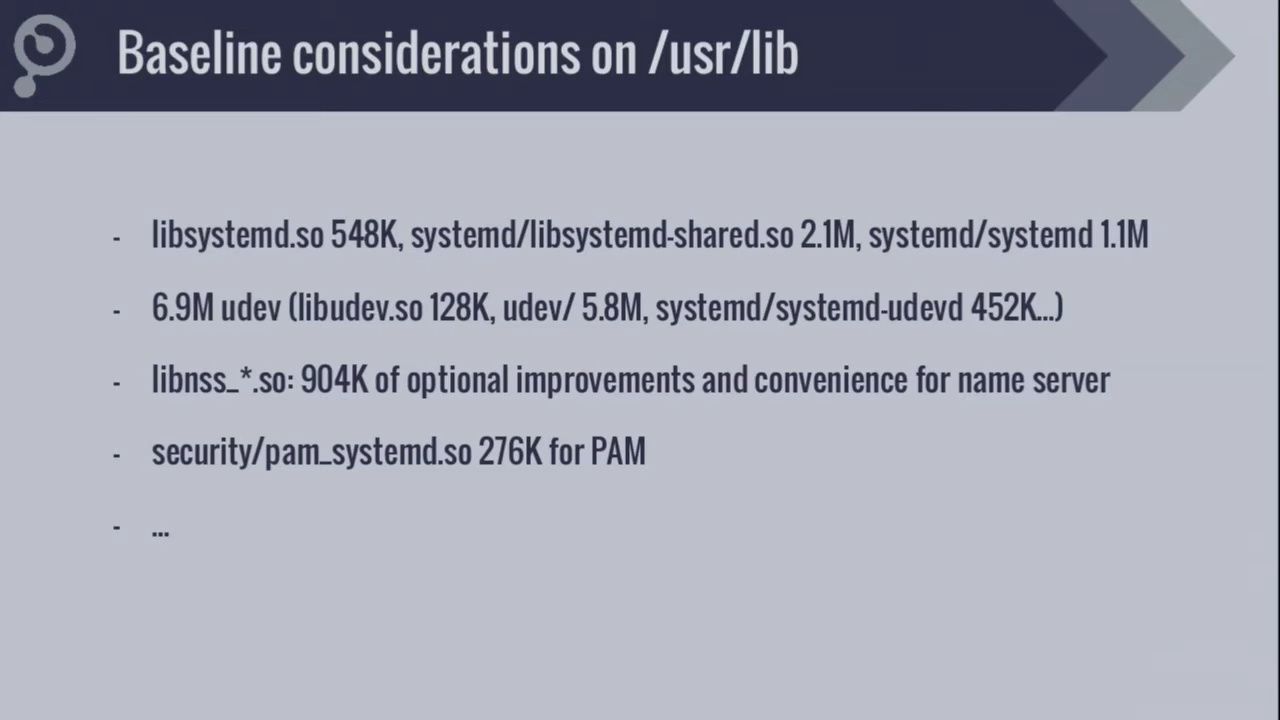 Baseline considerations on /usr/lib
- libsystemd.so 548K, systemd/libsystemd-shared.so 2.1M, systemd/systemd 1.1M
- 6.9M udev (libudev.so 128K, udev/ 5.8M, systemd/systemd-udevd 452K...)
- libnss_*.so: 904K of optional improvements and convenience for name server
- security/pam_systemd.so 276K for PAM
- ...